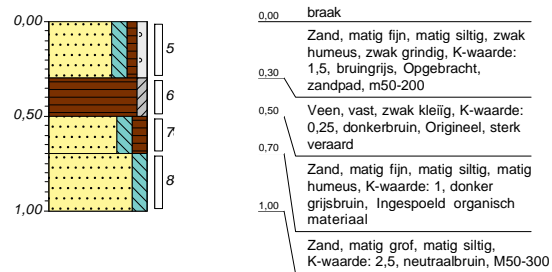 0,00
0,50
1,00
5
6
7
8
0,00
braak
Zand, matig fijn, matig siltig, zwak
humeus, zwak grindig, K-waarde:
1,5, bruingrijs, Opgebracht,
zandpad, m50-200
0,30
Veen, vast, zwak kleiïg, K-waarde:
0,25, donkerbruin, Origineel, sterk
veraard
0,50
Zand, matig fijn, matig siltig, matig
humeus, K-waarde: 1, donker
grijsbruin, Ingespoeld organisch
materiaal
0,70
Zand, matig grof, matig siltig,
K-waarde: 2,5, neutraalbruin, M50-300
1,00